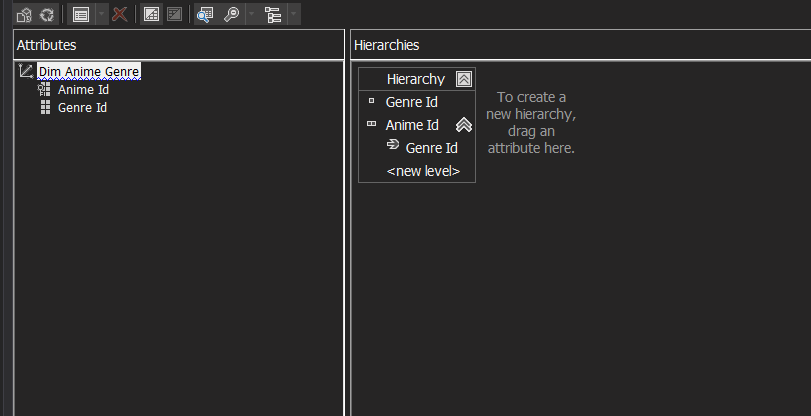 Attributes
Dim Anime Genre
Anime Id
Genre Id
Hierarchies
Hierarchy
Genre Id
Anime Id
Genre Id
<new level>
To create a
new hierarchy,
drag an
attribute here.